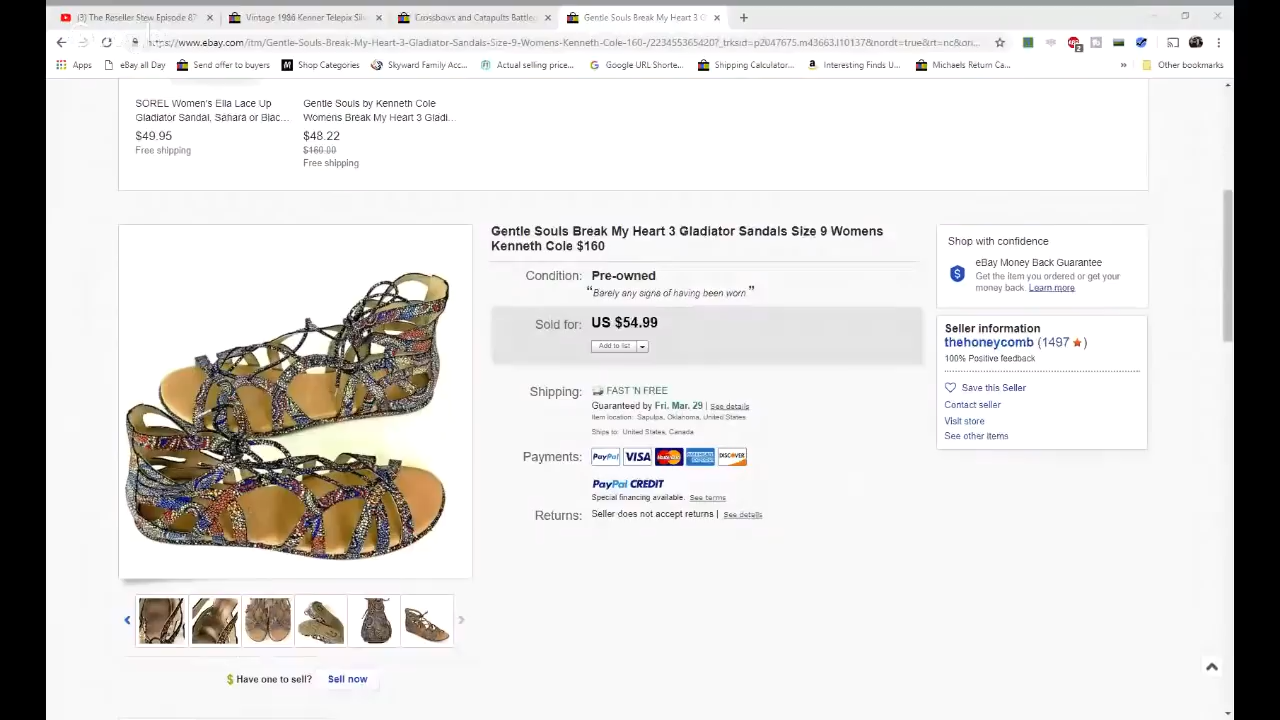 (3) The Reseller Stew Episode 8?
Vintage 1986 Kenner Telepix Sl
Crossbows and Catapults Battleg
Gentle Souls Break My Heart 3 G
https://www.ebay.com/itm/Gentle-Souls-Break-My-Heart-3-Gladiator-Sandals-Size-9-Womens-Kenneth-Cole-160-/223455365420?_trksid=p2047675.m43663.l10137&nordt=true&rt=nc&oru...
Apps
eBay all Day
Send offer to buyers
Shop Categories
Skyward Family Acc...
Actual selling price...
Google URL Shorte...
Shipping Calculator...
Interesting Finds U...
Michaels Return Ca...
»
Other bookmarks
SOREL Women's Ella Lace Up
Gladiator Sandal, Sahara or Blac...
$49.95
Free shipping
Gentle Souls by Kenneth Cole
Womens Break My Heart 3 Gladi...
$48.22
$160.00
Free shipping
Gentle Souls Break My Heart 3 Gladiator Sandals Size 9 Womens
Kenneth Cole $160
Condition: Pre-owned
“Barely any signs of having been worn”
Sold for: US $54.99
Add to list
Shipping: FAST 'N FREE
Guaranteed by Fri. Mar. 29 | See details
Item location: Sapulpa, Oklahoma, United States
Ships to: United States, Canada
Payments: PayPal VISA MasterCard AMERICAN EXPRESS DISCOVER
PayPal CREDIT
Special financing available. See terms
Returns: Seller does not accept returns | See details
Shop with confidence
eBay Money Back Guarantee
Get the item you ordered or get your
money back. Learn more
Seller information
thehoneycomb (1497 ★)
100% Positive feedback
Save this Seller
Contact seller
Visit store
See other items
$ Have one to sell? Sell now